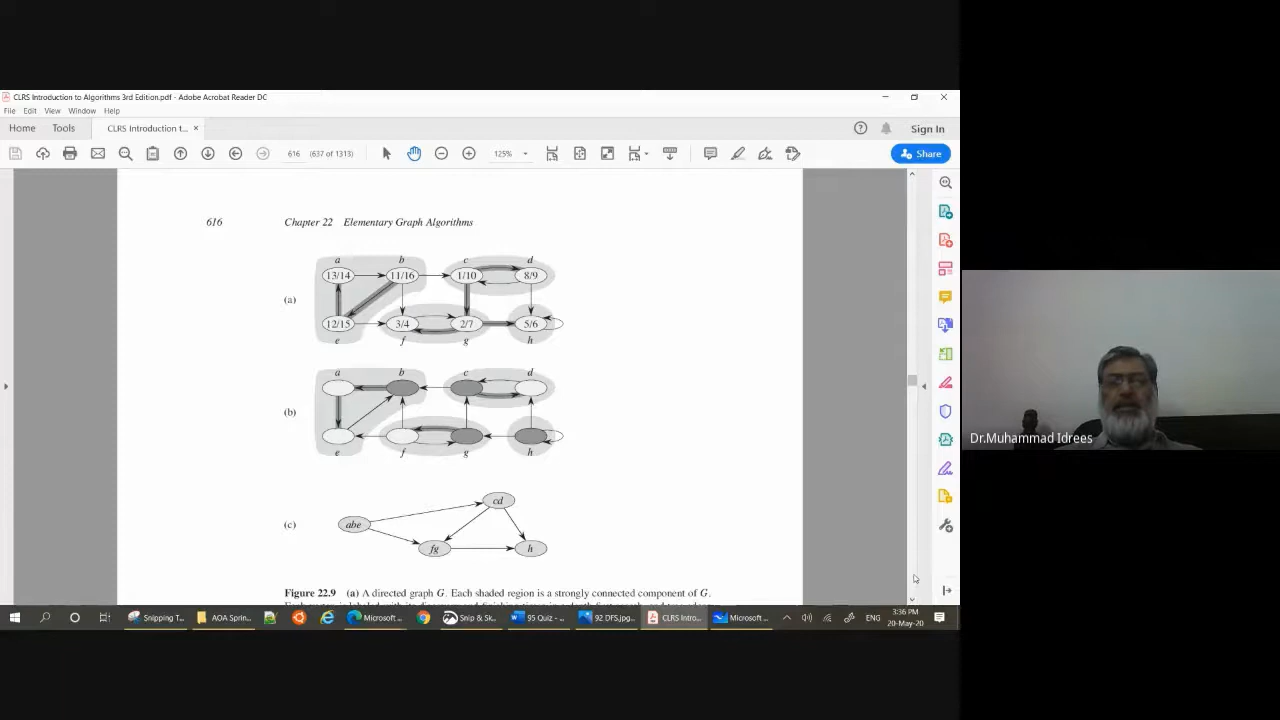 CLRS Introduction to Algorithms 3rd Edition.pdf - Adobe Acrobat Reader DC
File Edit View Window Help
Home Tools CLRS Introduction t... × Sign In
616 (637 of 1313) 125% Share
616 Chapter 22 Elementary Graph Algorithms
a b c d
13/14 11/16 1/10 8/9
(a)
12/15 3/4 2/7 5/6
e f g h
a b c d
(b)
e f g h
cd
(c) abe
fg h
Figure 22.9 (a) A directed graph G. Each shaded region is a strongly connected component of G.
Dr.Muhammad Idrees
Snipping T... AOA Sprin... Microsoft ... Snip & Sk... 95 Quiz - ... 92 DFS.jpg... CLRS Intro... Microsoft ... ENG 3:36 PM
20-May-20